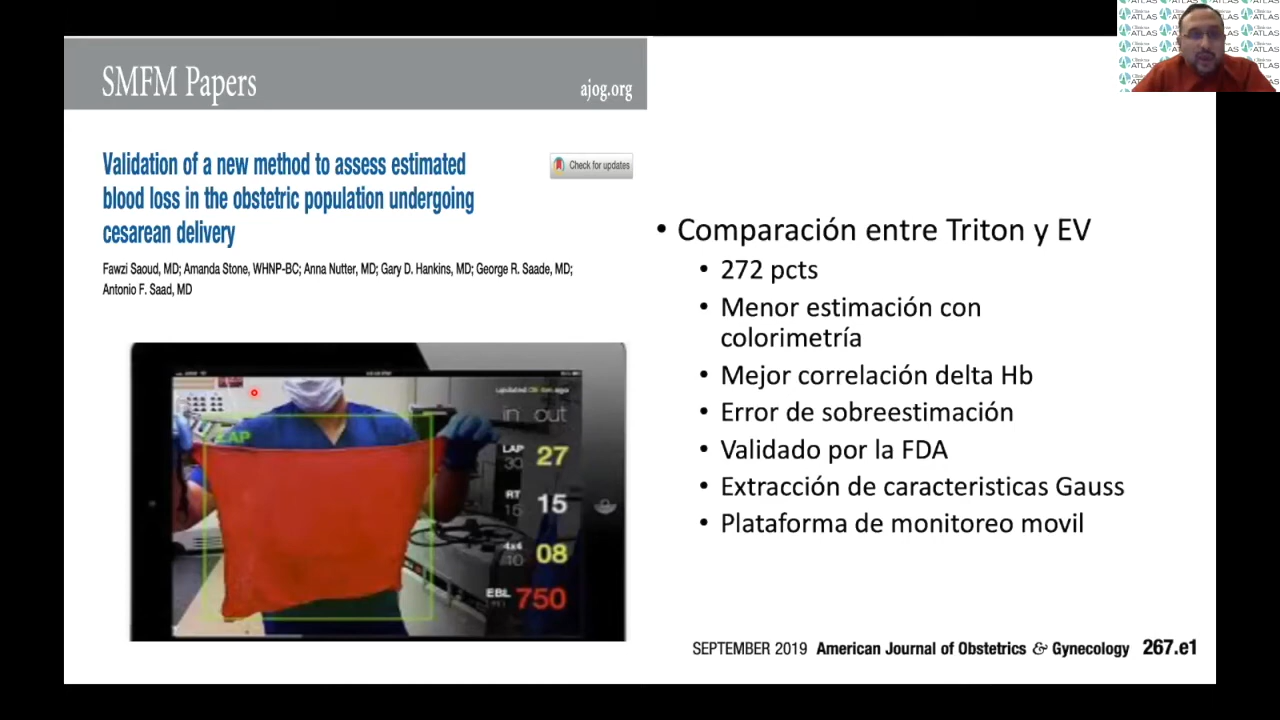 SMFM Papers
ajog.org
Validation of a new method to assess estimated
blood loss in the obstetric population undergoing
cesarean delivery
Check for updates
Fawzi Saoud, MD; Amanda Stone, WHNP-BC; Anna Nutter, MD; Gary D. Hankins, MD; George R. Saade, MD;
Antonio F. Saad, MD
• Comparación entre Triton y EV
• 272 pcts
• Menor estimación con
colorimetría
• Mejor correlación delta Hb
• Error de sobreestimación
• Validado por la FDA
• Extracción de caracteristicas Gauss
• Plataforma de monitoreo movil
in out
LAP
LAP 27
30
RT 15
15
4x4 08
EBL 750
SEPTEMBER 2019 American Journal of Obstetrics & Gynecology 267.e1
ATLAS